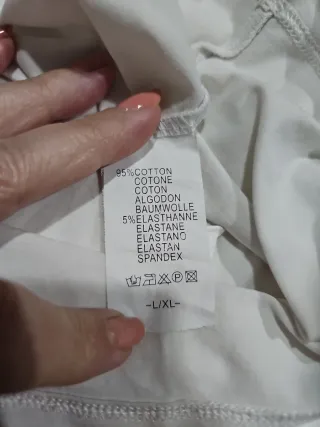 95%COTTON
COTONE
COTON
ALGODON
BAUMWOLLE
5%ELASTHANNE
ELASTANE
ELASTANO
ELASTAN
SPANDEX
-L/XL-